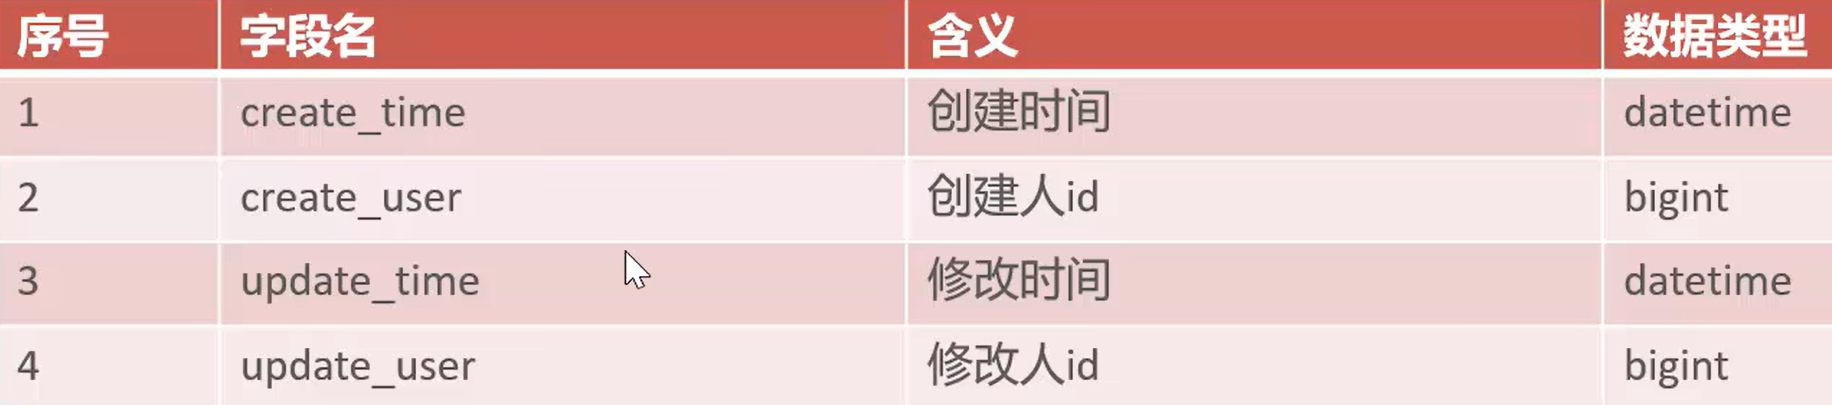 序号 字段名 含义 数据类型
1 create_time 创建时间 datetime
2 create_user 创建人id bigint
3 update_time 修改时间 datetime
4 update_user 修改人id bigint